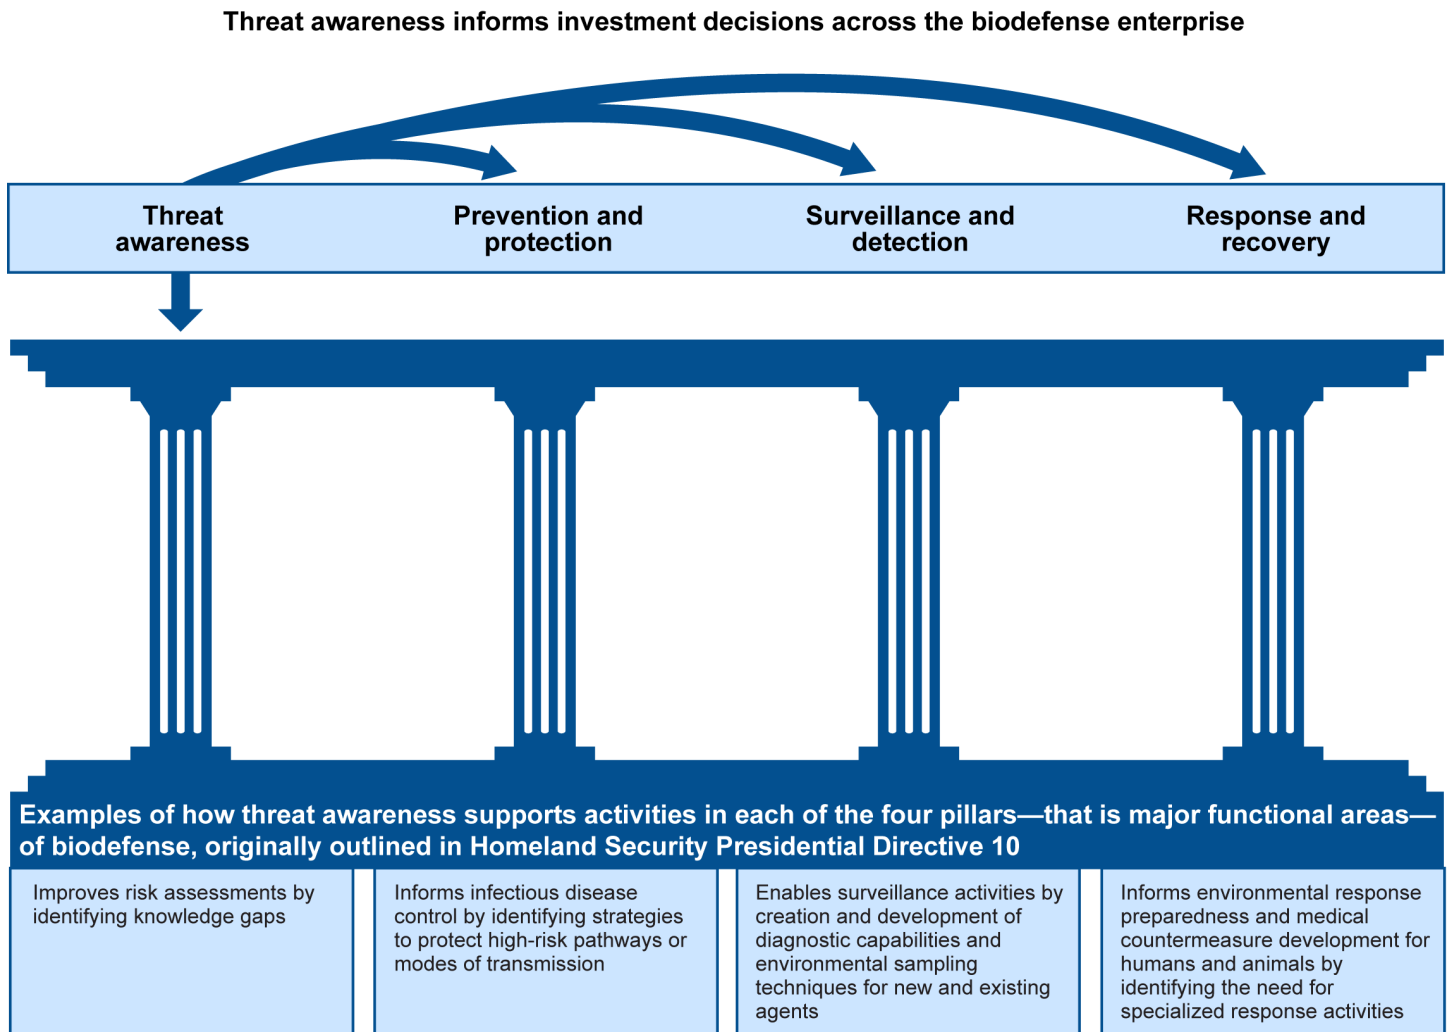 Threat awareness informs investment decisions across the biodefense enterprise
Threat
awareness
Prevention and
protection
Surveillance and
detection
Response and
recovery
Examples of how threat awareness supports activities in each of the four pillars—that is major functional areas—
of biodefense, originally outlined in Homeland Security Presidential Directive 10
Improves risk assessments by
identifying knowledge gaps
Informs infectious disease
control by identifying strategies
to protect high-risk pathways or
modes of transmission
Enables surveillance activities by
creation and development of
diagnostic capabilities and
environmental sampling
techniques for new and existing
agents
Informs environmental response
preparedness and medical
countermeasure development for
humans and animals by
identifying the need for
specialized response activities